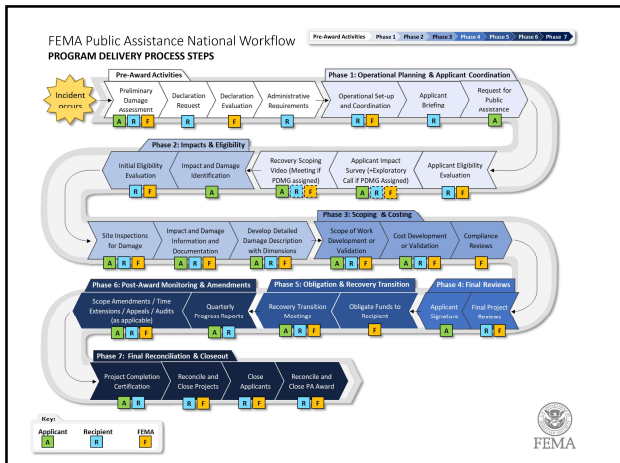 FEMA Public Assistance National Workflow
PROGRAM DELIVERY PROCESS STEPS
Pre-Award Activities Phase 1 Phase 2 Phase 3 Phase 4 Phase 5 Phase 6 Phase 7
Incident
occurs
Pre-Award Activities
Preliminary
Damage
Assessment
A R F
Declaration
Request
R
Declaration
Evaluation
F
Administrative
Requirements
R
Phase 1: Operational Planning & Applicant Coordination
Operational Set-up
and Coordination
R F
Applicant
Briefing
R
Request for
Public
Assistance
A
Applicant Eligibility
Evaluation
R F
Applicant Impact
Survey (+Exploratory
Call if PDMG Assigned)
A R F
Recovery Scoping
Video (Meeting if
PDMG assigned)
A R F
Phase 2: Impacts & Eligibility
Impact and Damage
Identification
A
Initial Eligibility
Evaluation
R F
Site Inspections
for Damage
A R F
Impact and Damage
Information and
Documentation
A R F
Develop Detailed
Damage Description
with Dimensions
A R F
Phase 3: Scoping & Costing
Scope of Work
Development or
Validation
A R F
Cost Development
or Validation
A R F
Compliance
Reviews
F
Phase 4: Final Reviews
Final Project
Reviews
R F
Applicant
Signature
A
Phase 5: Obligation & Recovery Transition
Obligate Funds to
Recipient
F
Recovery Transition
Meetings
A R F
Phase 6: Post-Award Monitoring & Amendments
Quarterly
Progress Reports
A R
Scope Amendments / Time
Extensions / Appeals / Audits
(as applicable)
A R F
Phase 7: Final Reconciliation & Closeout
Project Completion
Certification
A R
Reconcile and
Close Projects
R F
Close
Applicants
R F
Reconcile and
Close PA Award
R F
Key:
Applicant Recipient FEMA
A R F
FEMA